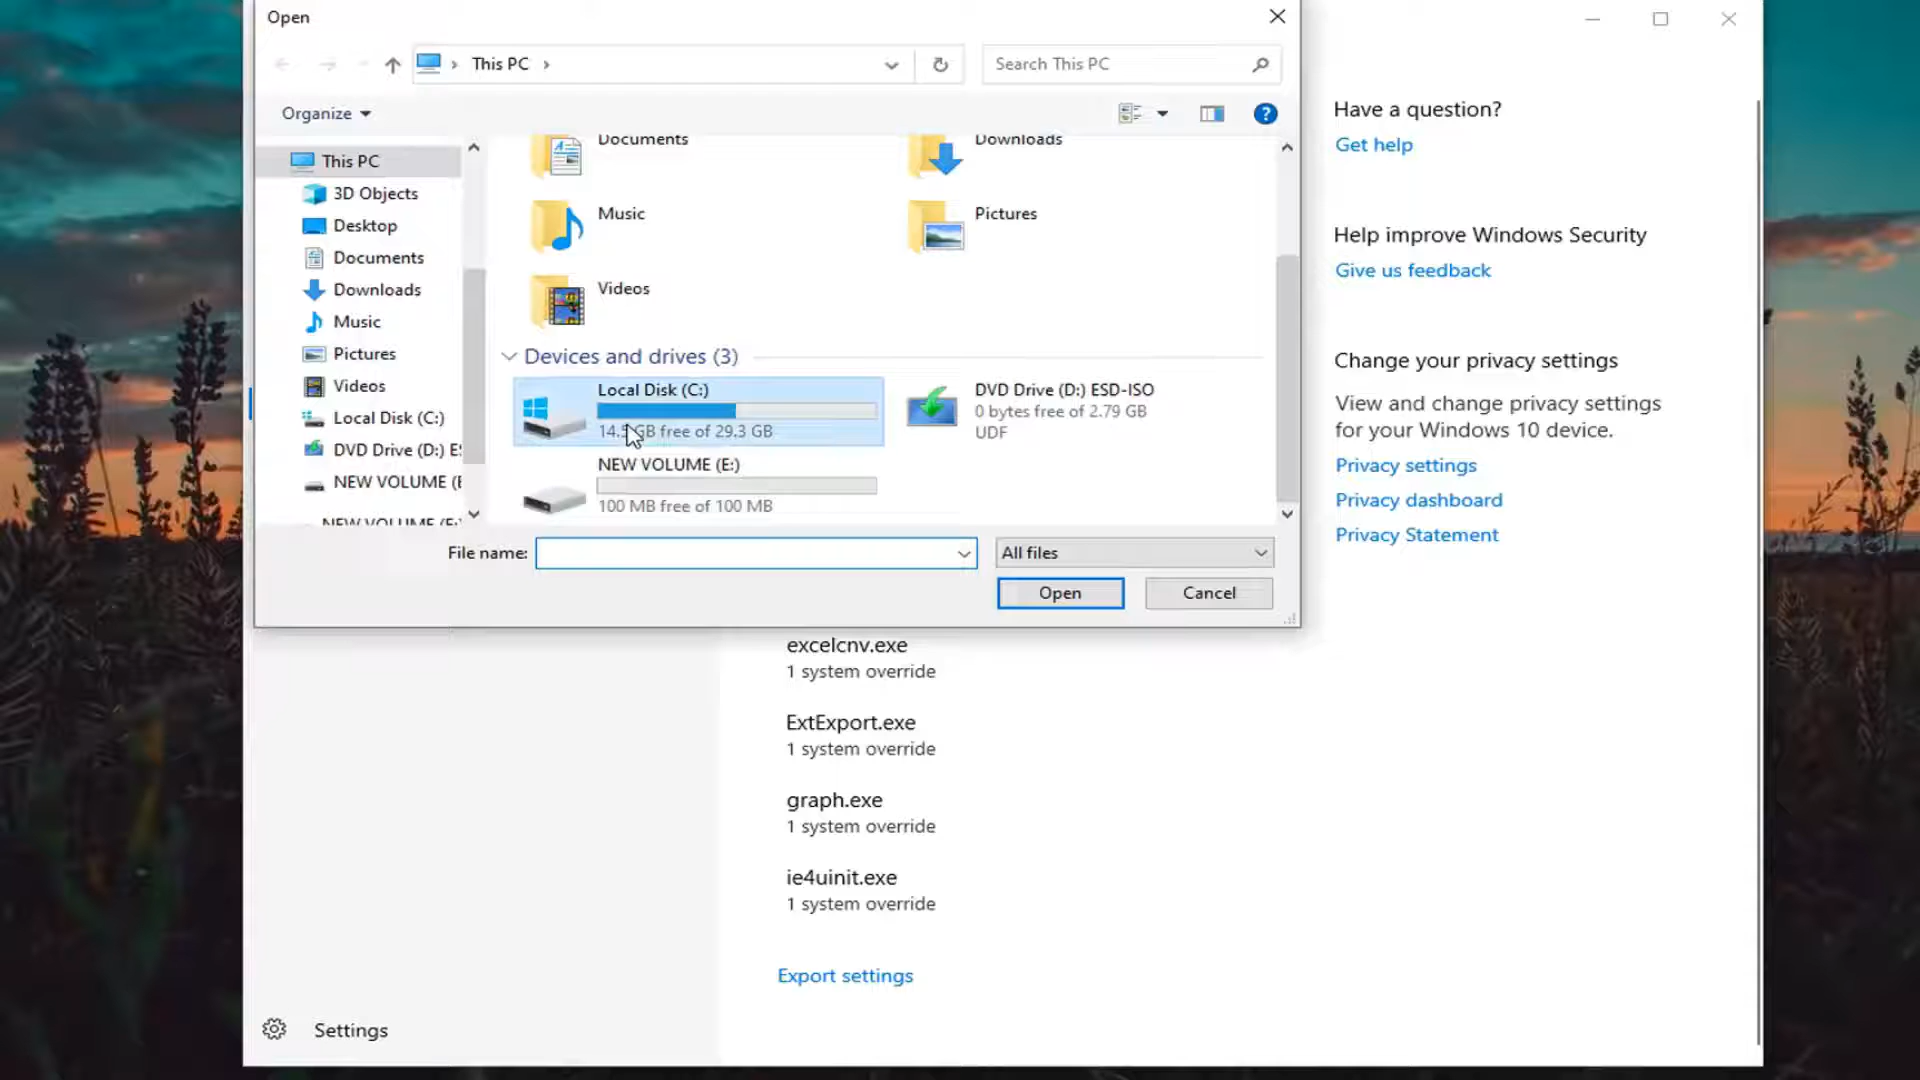 Open
This PC
Search This PC
Organize
?
This PC
3D Objects
Desktop
Documents
Downloads
Music
Pictures
Videos
Local Disk (C:)
DVD Drive (D:) E
NEW VOLUME (E
NEW VOLUME (E:)
Documents
Downloads
Music
Pictures
Videos
Devices and drives (3)
Local Disk (C:)
GB free of 29.3 GB
DVD Drive (D:) ESD-ISO
0 bytes free of 2.79 GB
UDF
NEW VOLUME (E:)
100 MB free of 100 MB
File name:
All files
Open
Cancel
Have a question?
Get help
Help improve Windows Security
Give us feedback
Change your privacy settings
View and change privacy settings
for your Windows 10 device.
Privacy settings
Privacy dashboard
Privacy Statement
excelcnv.exe
1 system override
ExtExport.exe
1 system override
graph.exe
1 system override
ie4uinit.exe
1 system override
Export settings
Settings